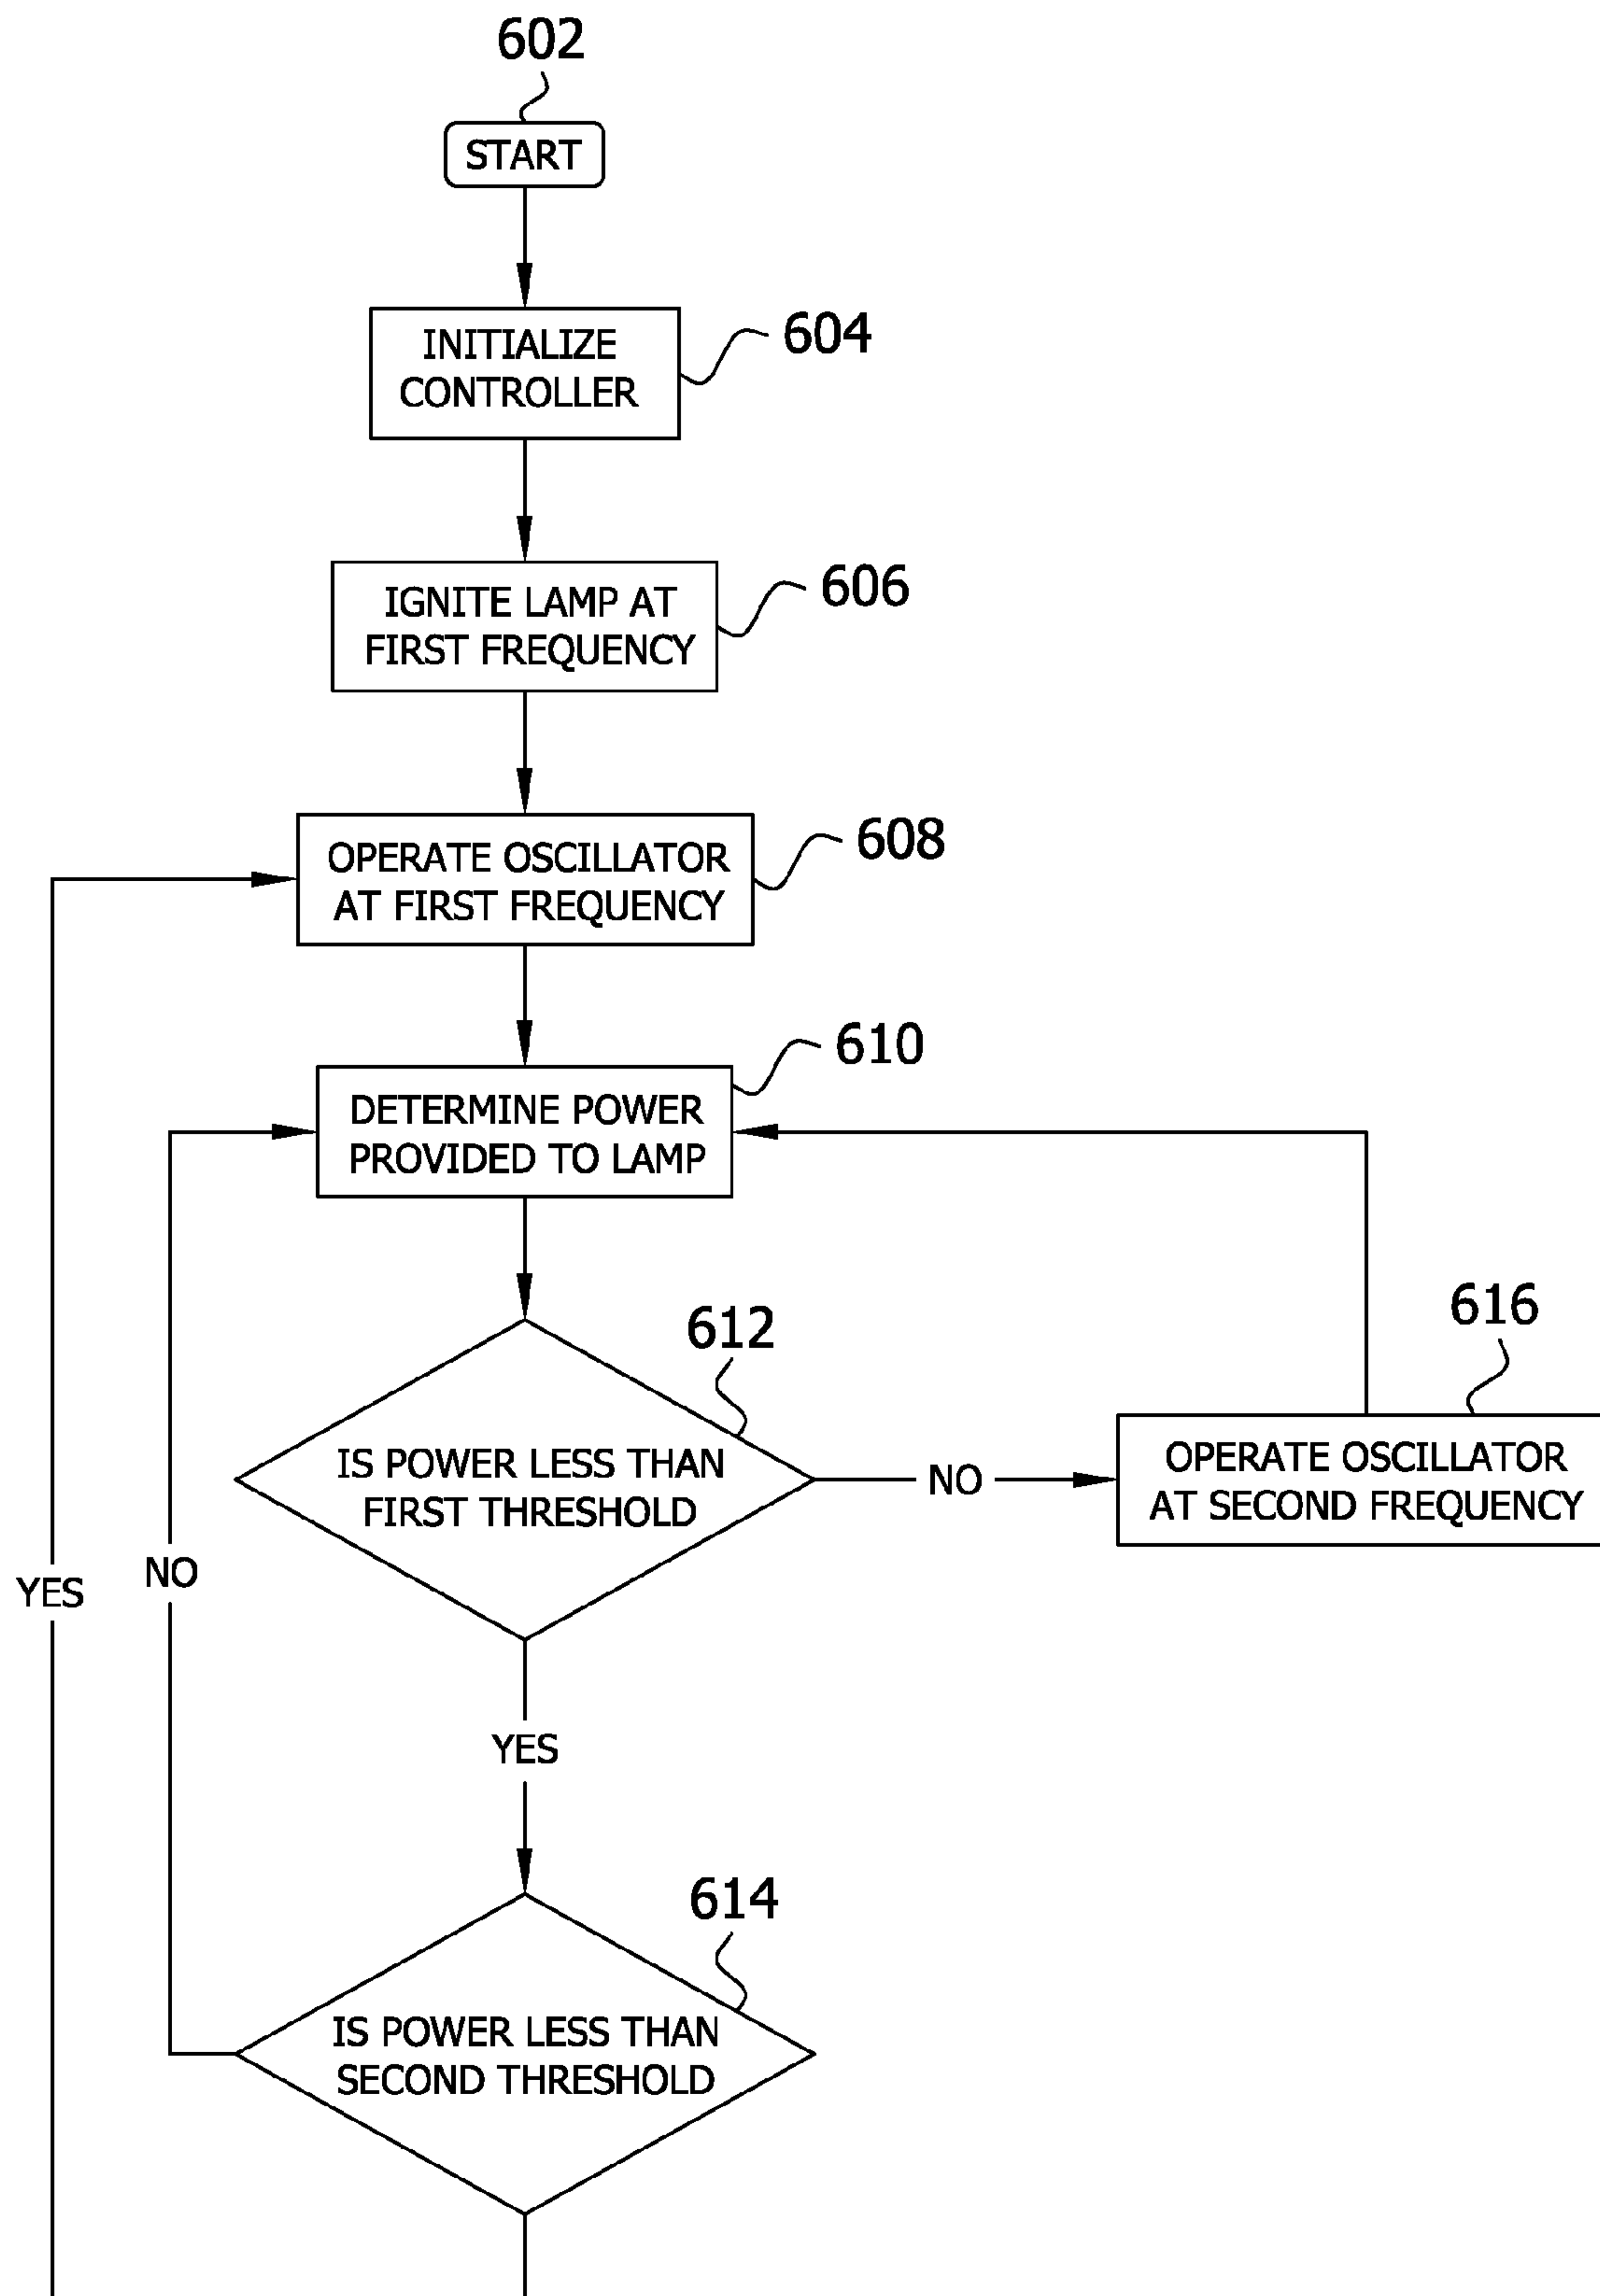 602
START
INITIALIZE
CONTROLLER
604
IGNITE LAMP AT
FIRST FREQUENCY
606
OPERATE OSCILLATOR
AT FIRST FREQUENCY
608
DETERMINE POWER
PROVIDED TO LAMP
610
IS POWER LESS THAN
FIRST THRESHOLD
612
NO
OPERATE OSCILLATOR
AT SECOND FREQUENCY
616
YES
NO
YES
IS POWER LESS THAN
SECOND THRESHOLD
614